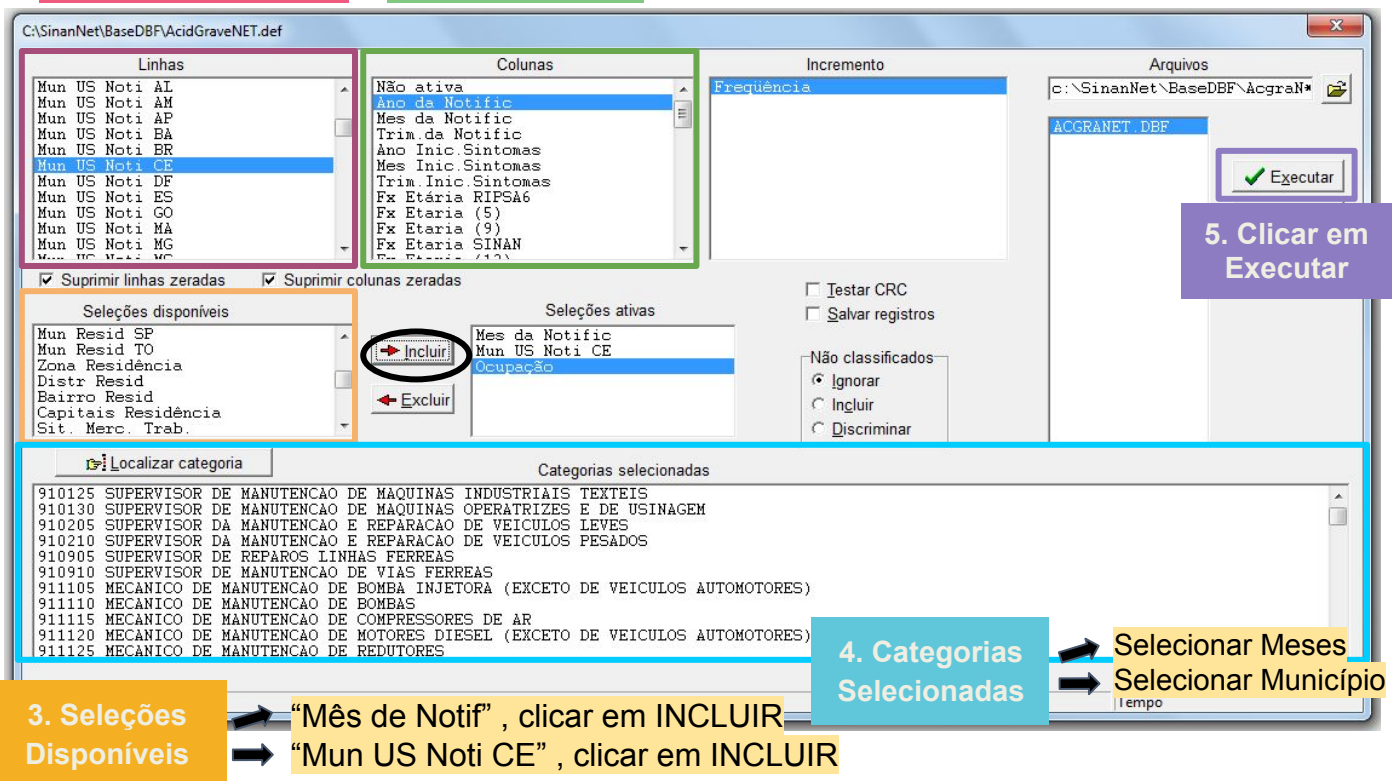 C:\SinanNet\BaseDBF\AcidGraveNET.def
x
Linhas
Mun US Noti AL
Mun US Noti AM
Mun US Noti AP
Mun US Noti BA
Mun US Noti BR
Mun US Noti CE
Mun US Noti DF
Mun US Noti ES
Mun US Noti GO
Mun US Noti MA
Mun US Noti MG
Colunas
Não ativa
Ano da Notific
Mes da Notific
Trim.da Notific
Ano Inic.Sintomas
Mes Inic.Sintomas
Trim.Inic.Sintomas
Fx Etária RIPSA6
Fx Etaria (5)
Fx Etaria (9)
Fx Etaria SINAN
Incremento
Freqüência
Arquivos
c:\SinanNet\BaseDBF\AcgraN*
ACGRANET.DBF
Executar
5. Clicar em
Executar
Suprimir linhas zeradas
Suprimir colunas zeradas
Seleções disponíveis
Mun Resid SP
Mun Resid TO
Zona Residência
Distr Resid
Bairro Resid
Capitais Residência
Sit. Merc. Trab.
Incluir
Excluir
Seleções ativas
Mes da Notific
Mun US Noti CE
Ocupação
Testar CRC
Salvar registros
Não classificados
Ignorar
Incluir
Discriminar
Localizar categoria
Categorias selecionadas
910125 SUPERVISOR DE MANUTENCAO DE MAQUINAS INDUSTRIAIS TEXTEIS
910130 SUPERVISOR DE MANUTENCAO DE MAQUINAS OPERATRIZES E DE USINAGEM
910205 SUPERVISOR DA MANUTENCAO E REPARACAO DE VEICULOS LEVES
910210 SUPERVISOR DA MANUTENCAO E REPARACAO DE VEICULOS PESADOS
910905 SUPERVISOR DE REPAROS LINHAS FERREAS
910910 SUPERVISOR DE MANUTENCAO DE VIAS FERREAS
911105 MECANICO DE MANUTENCAO DE BOMBA INJETORA (EXCETO DE VEICULOS AUTOMOTORES)
911110 MECANICO DE MANUTENCAO DE BOMBAS
911115 MECANICO DE MANUTENCAO DE COMPRESSORES DE AR
911120 MECANICO DE MANUTENCAO DE MOTORES DIESEL (EXCETO DE VEICULOS AUTOMOTORES)
911125 MECANICO DE MANUTENCAO DE REDUTORES
4. Categorias
Selecionadas
Selecionar Meses
Selecionar Município
Tempo
3. Seleções
Disponíveis
“Mês de Notif” , clicar em INCLUIR
“Mun US Noti CE” , clicar em INCLUIR